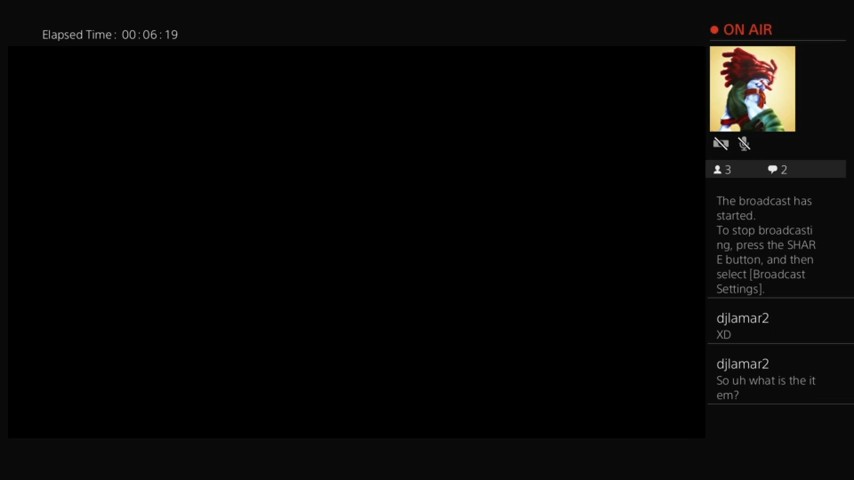 Elapsed Time: 00:06:19
ON AIR
3 2
The broadcast has
started.
To stop broadcasti
ng, press the SHAR
E button, and then
select [Broadcast
Settings].
djlamar2
XD
djlamar2
So uh what is the it
em?